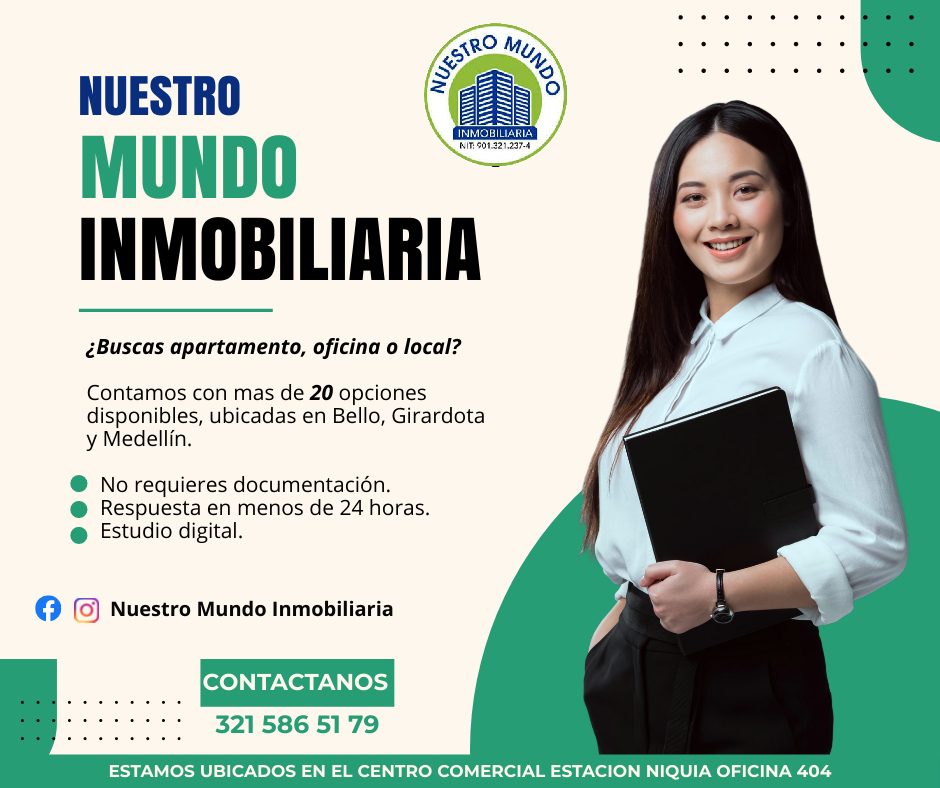 NUESTRO MUNDO
INMOBILIARIA
NIT: 901.321.237-4
NUESTRO
MUNDO
INMOBILIARIA
¿Buscas apartamento, oficina o local?
Contamos con mas de 20 opciones
disponibles, ubicadas en Bello, Girardota
y Medellín.
No requieres documentación.
Respuesta en menos de 24 horas.
Estudio digital.
Nuestro Mundo Inmobiliaria
CONTACTANOS
321 586 51 79
ESTAMOS UBICADOS EN EL CENTRO COMERCIAL ESTACION NIQUIA OFICINA 404